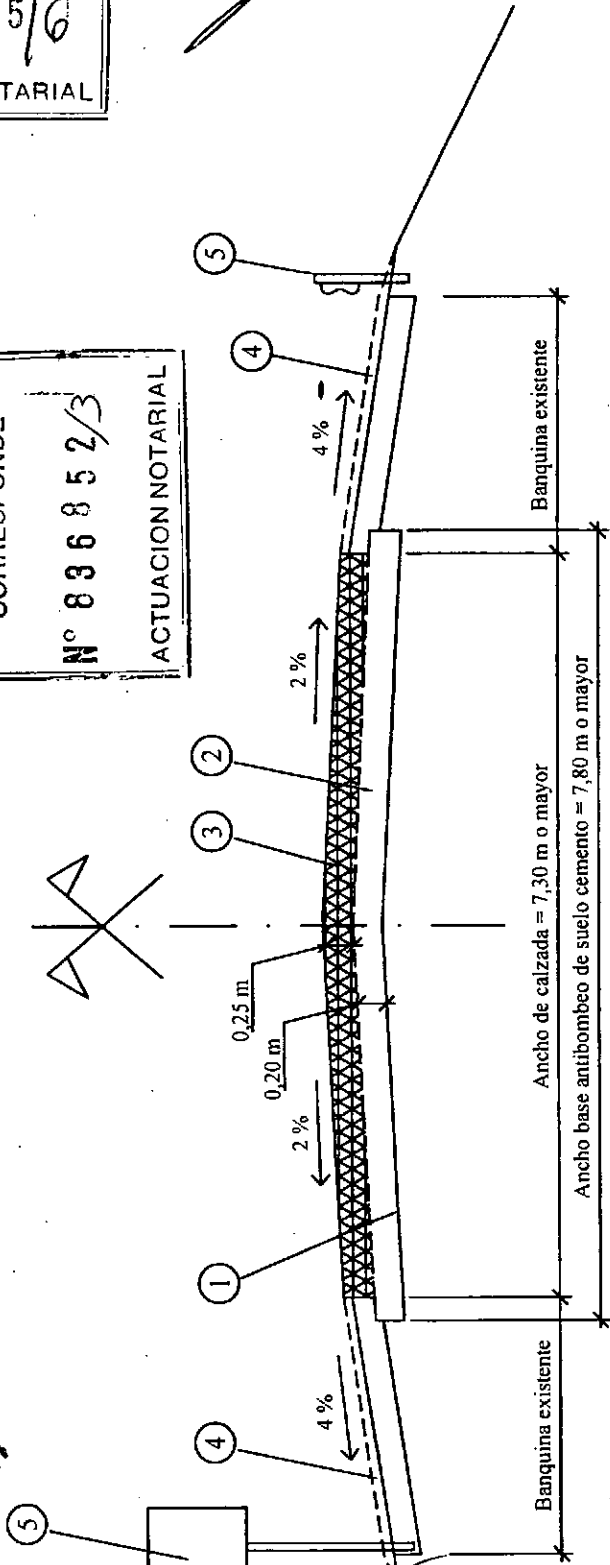 5/6
TARIAL
CORRESPONDE
Nº 836852/3
ACTUACION NOTARIAL
5
4
4 %
1
2 %
0,20 m
0,25 m
3
2
2 %
4 %
4
5
Banquina existente
Ancho de calzada = 7,30 m o mayor
Banquina existente
Ancho base antibombeo de suelo cemento = 7,80 m o mayor